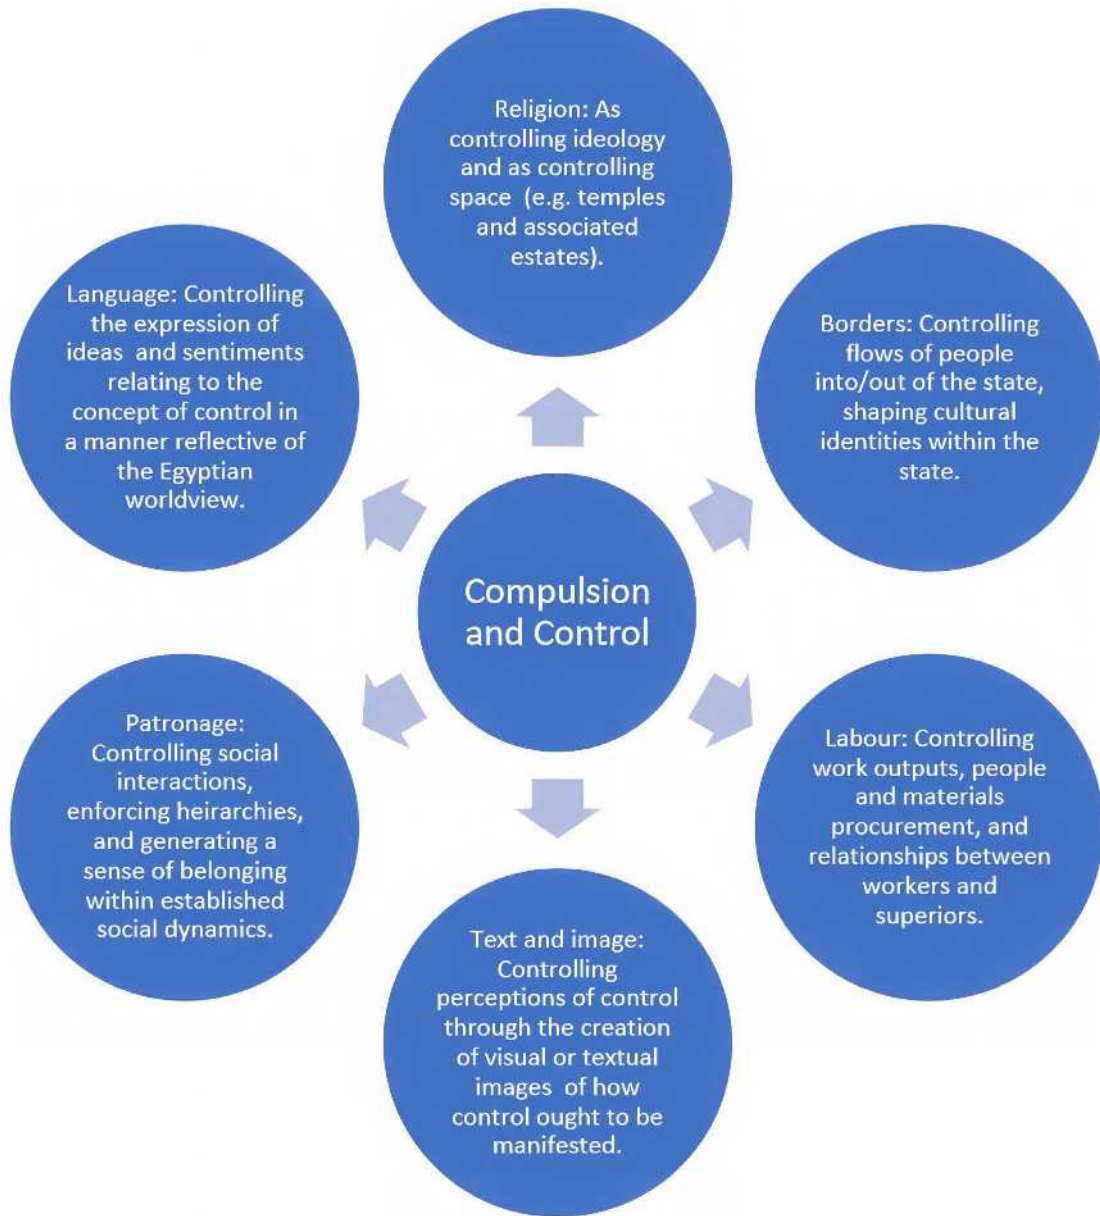 Religion: As
controlling ideology
and as controlling
space (e.g. temples
and associated
estates).
Borders: Controlling
flows of people
into/out of the state,
shaping cultural
identities within the
state.
Labour: Controlling
work outputs, people
and materials
procurement, and
relationships between
workers and
superiors.
Text and image:
Controlling
perceptions of control
through the creation
of visual or textual
images of how
control ought to be
manifested.
Patronage:
Controlling social
interactions,
enforcing heirarchies,
and generating a
sense of belonging
within established
social dynamics.
Language: Controlling
the expression of
ideas and sentiments
relating to the
concept of control in
a manner reflective of
the Egyptian
worldview.
Compulsion
and Control